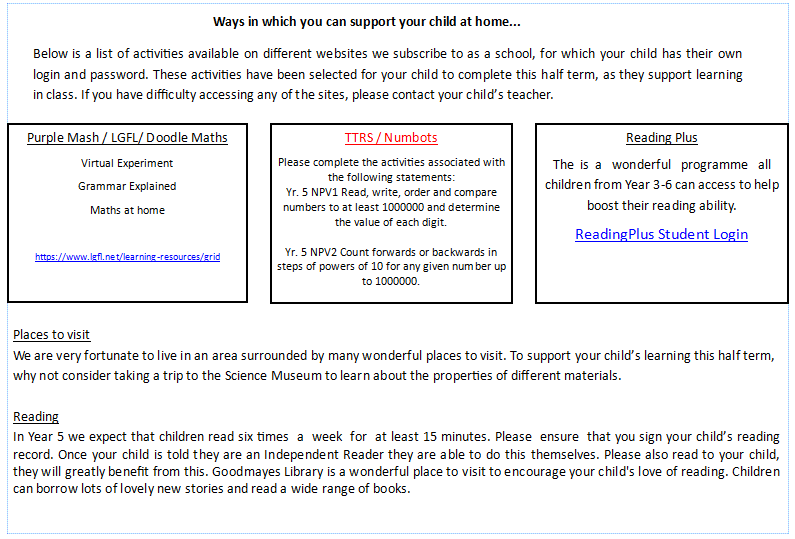 Ways in which you can support your child at home...
Below is a list of activities available on different websites we subscribe to as a school, for which your child has their own
login and password. These activities have been selected for your child to complete this half term, as they support learning
in class. If you have difficulty accessing any of the sites, please contact your child's teacher.
Purple Mash / LGFL/ Doodle Maths
Virtual Experiment
Grammar Explained
Maths at home
https://www.lgfl.net/learning-resources/grid
TTRS / Numbots
Please complete the activities associated with
the following statements:
Yr. 5 NPV1 Read, write, order and compare
numbers to at least 1000000 and determine
the value of each digit.
Yr. 5 NPV2 Count forwards or backwards in
steps of powers of 10 for any given number up
to 1000000.
Reading Plus
The is a wonderful programme all
children from Year 3-6 can access to help
boost their reading ability.
ReadingPlus Student Login
Places to visit
We are very fortunate to live in an area surrounded by many wonderful places to visit. To support your child's learning this half term,
why not consider taking a trip to the Science Museum to learn about the properties of different materials.
Reading
In Year 5 we expect that children read six times a week for at least 15 minutes. Please ensure that you sign your child's reading
record. Once your child is told they are an Independent Reader they are able to do this themselves. Please also read to your child,
they will greatly benefit from this. Goodmayes Library is a wonderful place to visit to encourage your child's love of reading. Children
can borrow lots of lovely new stories and read a wide range of books.